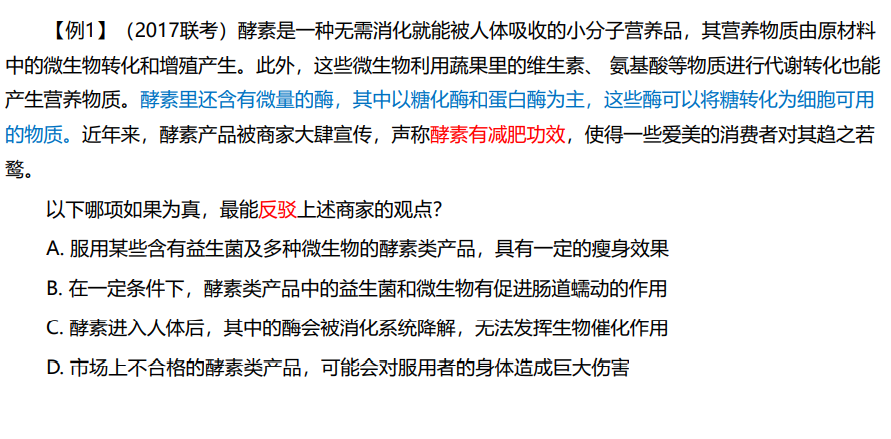 【例1】（2017联考）酵素是一种无需消化就能被人体吸收的小分子营养品，其营养物质由原材料
中的微生物转化和增殖产生。此外，这些微生物利用蔬果里的维生素、 氨基酸等物质进行代谢转化也能
产生营养物质。酵素里还含有微量的酶，其中以糖化酶和蛋白酶为主，这些酶可以将糖转化为细胞可用
的物质。近年来，酵素产品被商家大肆宣传，声称酵素有减肥功效，使得一些爱美的消费者对其趋之若
鹜。
以下哪项如果为真，最能反驳上述商家的观点？
A. 服用某些含有益生菌及多种微生物的酵素类产品，具有一定的瘦身效果
B. 在一定条件下，酵素类产品中的益生菌和微生物有促进肠道蠕动的作用
C. 酵素进入人体后，其中的酶会被消化系统降解，无法发挥生物催化作用
D. 市场上不合格的酵素类产品，可能会对服用者的身体造成巨大伤害